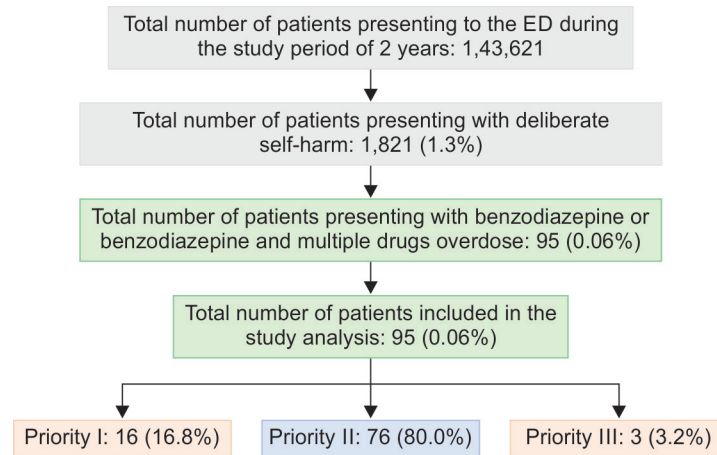 Total number of patients presenting to the ED during
the study period of 2 years: 1,43,621
Total number of patients presenting with deliberate
self-harm: 1,821 (1.3%)
Total number of patients presenting with benzodiazepine or
benzodiazepine and multiple drugs overdose: 95 (0.06%)
Total number of patients included in the
study analysis: 95 (0.06%)
Priority I: 16 (16.8%)
Priority II: 76 (80.0%)
Priority III: 3 (3.2%)